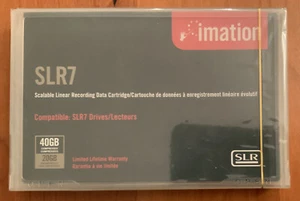 imation
SLR7
Scalable Linear Recording Data Cartridge/Cartouche de données à enregistrement linéaire évolutif
Compatible: SLR7 Drives/Lecteurs
40GB
Limited Lifetime Warranty
Garantie à vie limitée
SLR